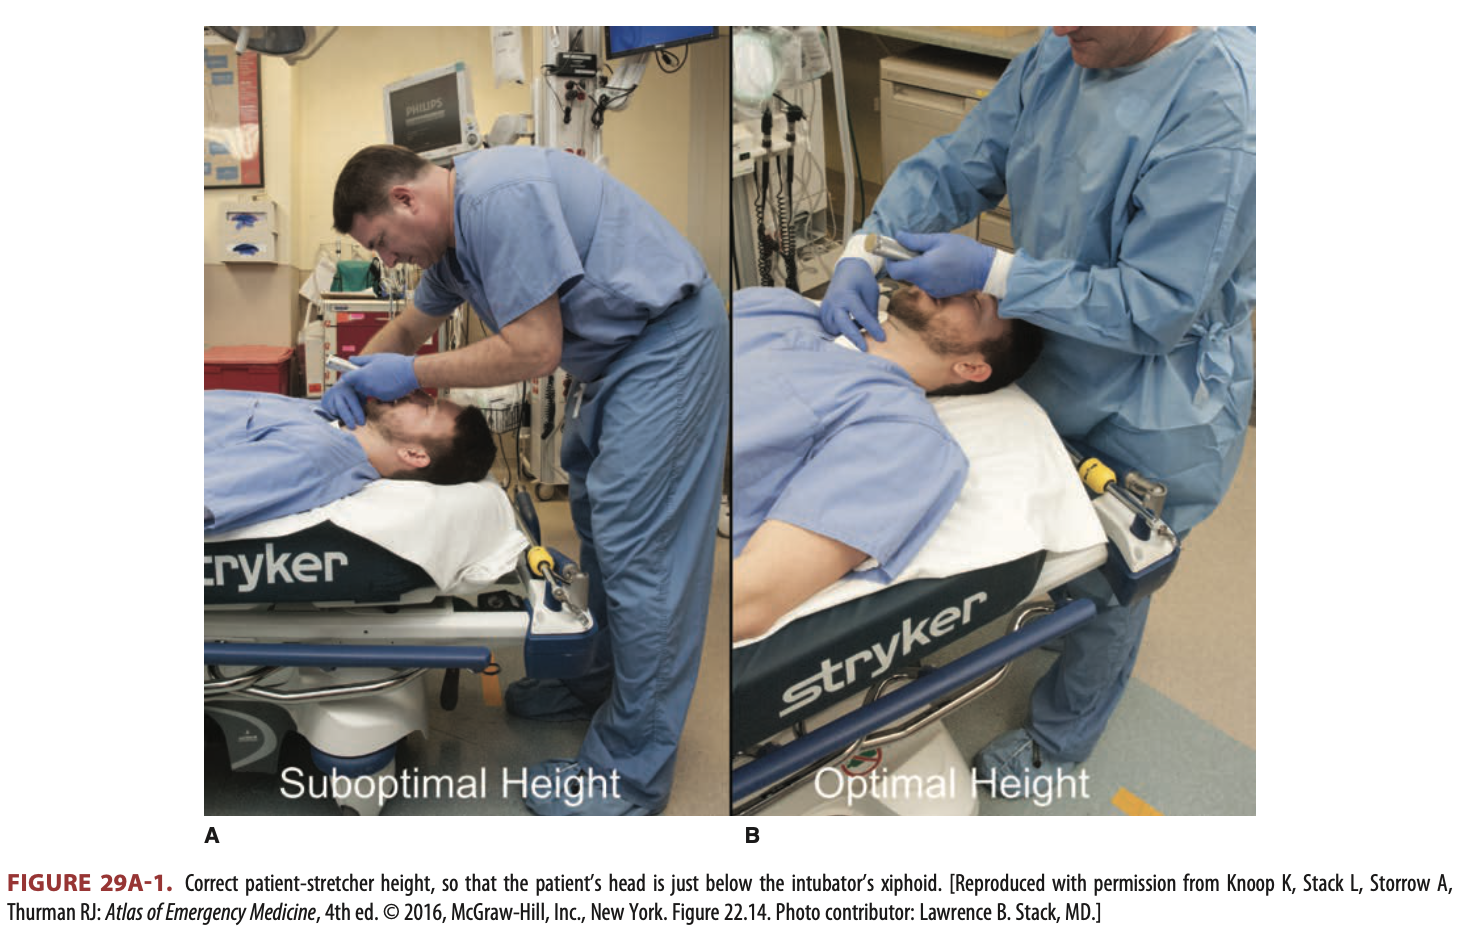 PHILIPS
tryker
stryker
Suboptimal Height
Optimal Height
A
B
FIGURE 29A-1. Correct patient-stretcher height, so that the patient's head is just below the intubator's xiphoid. [Reproduced with permission from Knoop K, Stack L, Storrow A,
Thurman RJ: Atlas of Emergency Medicine, 4th ed. © 2016, McGraw-Hill, Inc., New York. Figure 22.14. Photo contributor: Lawrence B. Stack, MD.]